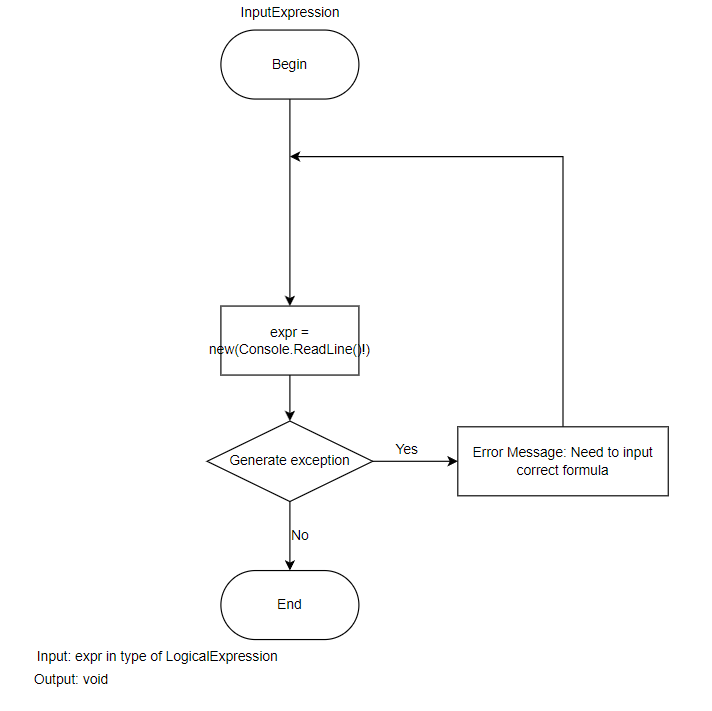 InputExpression
Begin
expr =
new(Console.ReadLine()!)
Generate exception
Yes
Error Message: Need to input
correct formula
No
End
Input: expr in type of LogicalExpression
Output: void